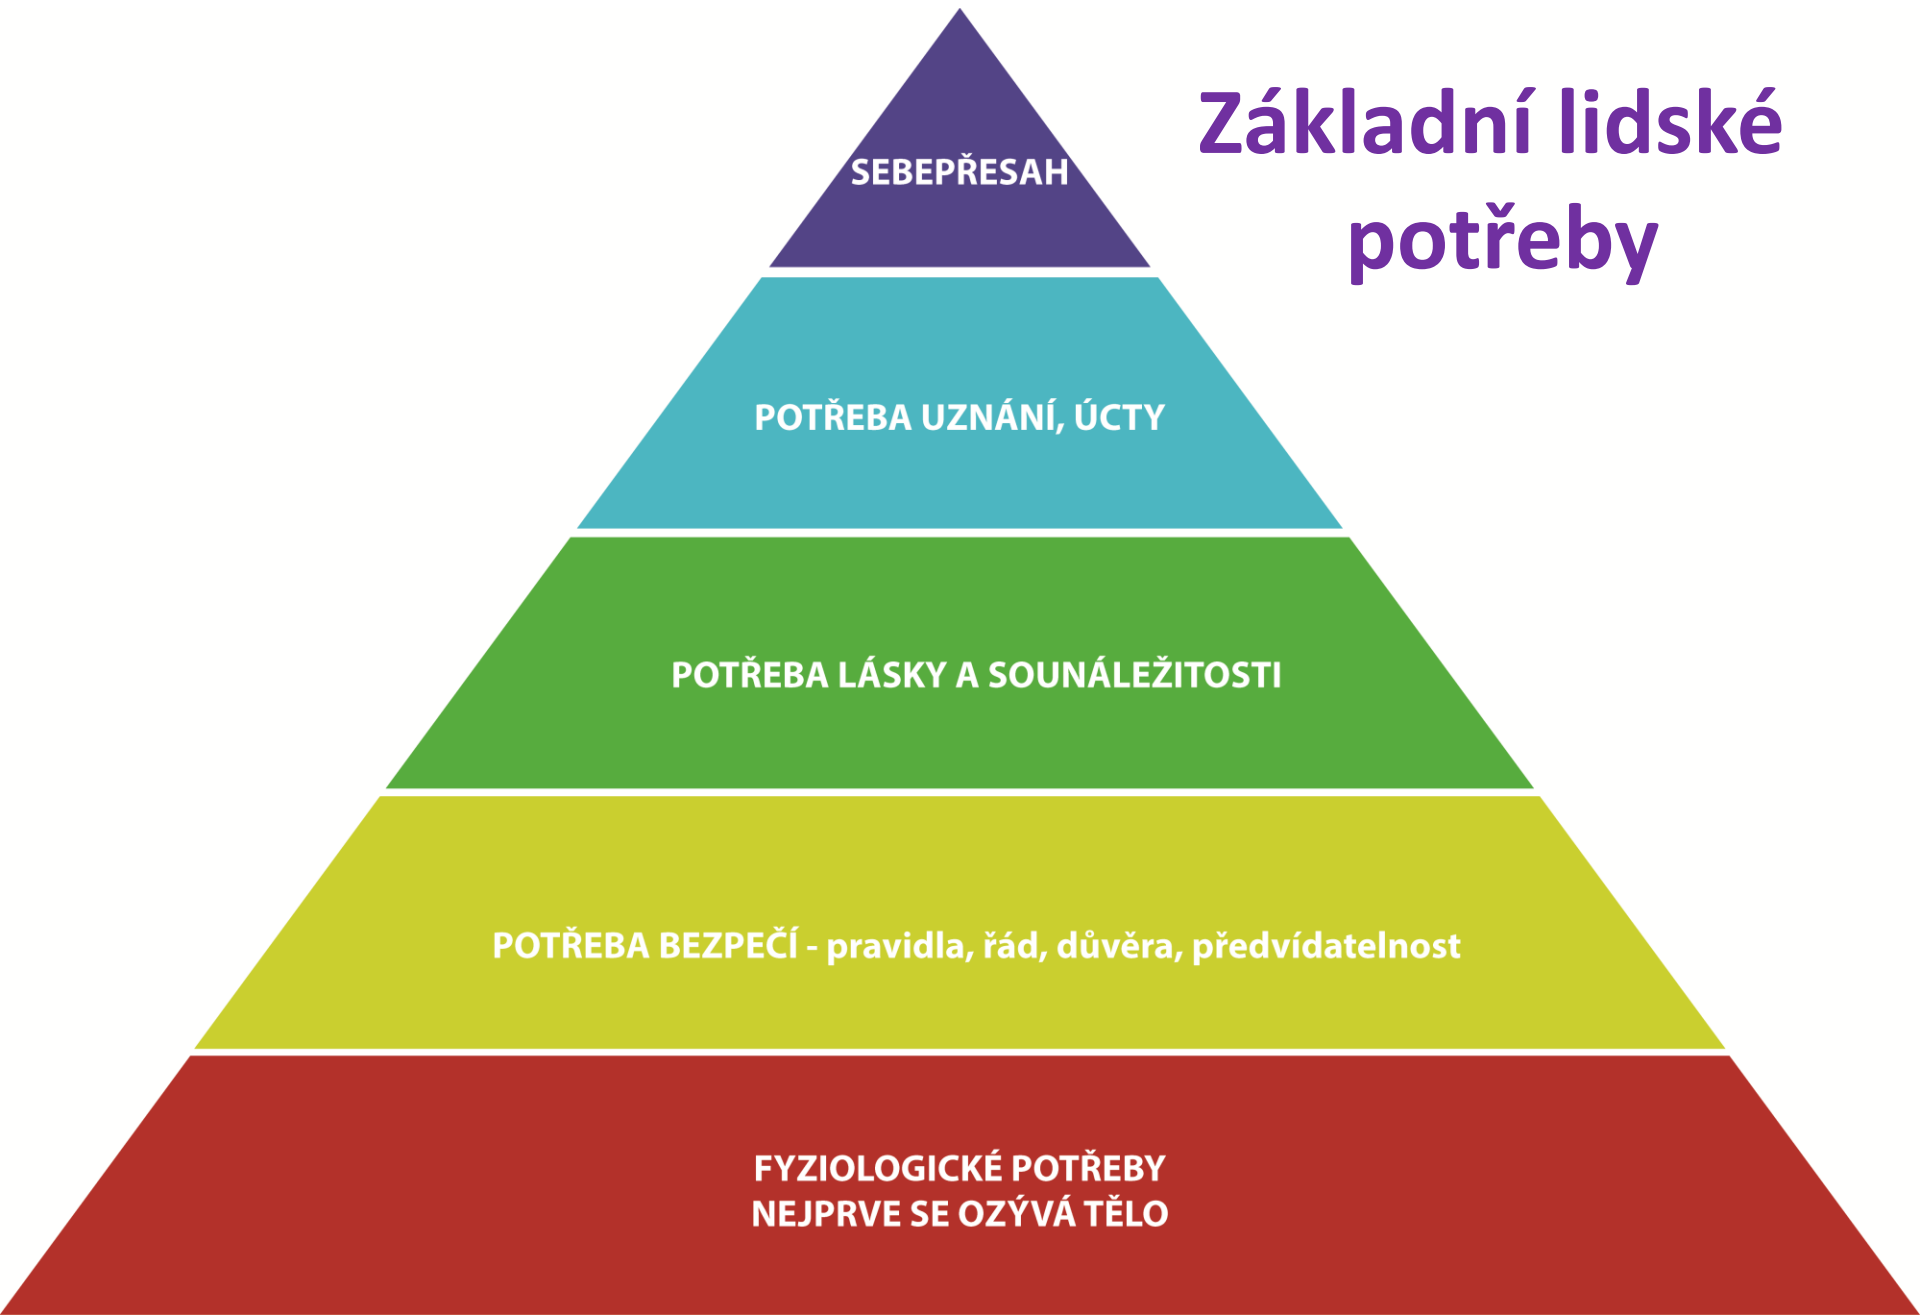 Základní lidské
potřeby
SEBEPŘESAH
POTŘEBA UZNÁNÍ, ÚCTY
POTŘEBA LÁSKY A SOUNÁLEŽITOSTI
POTŘEBA BEZPEČÍ - pravidla, řád, důvěra, předvídatelnost
FYZIOLOGICKÉ POTŘEBY
NEJPRVE SE OZÝVÁ TĚLO